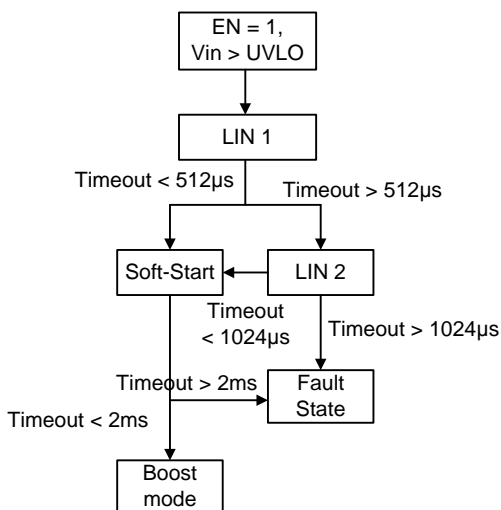 EN = 1,
Vin > UVLO
LIN 1
Timeout < 512µs
Timeout > 512µs
Soft-Start
LIN 2
Timeout
< 1024µs
Timeout > 1024µs
Timeout > 2ms
Fault
State
Timeout < 2ms
Boost
mode